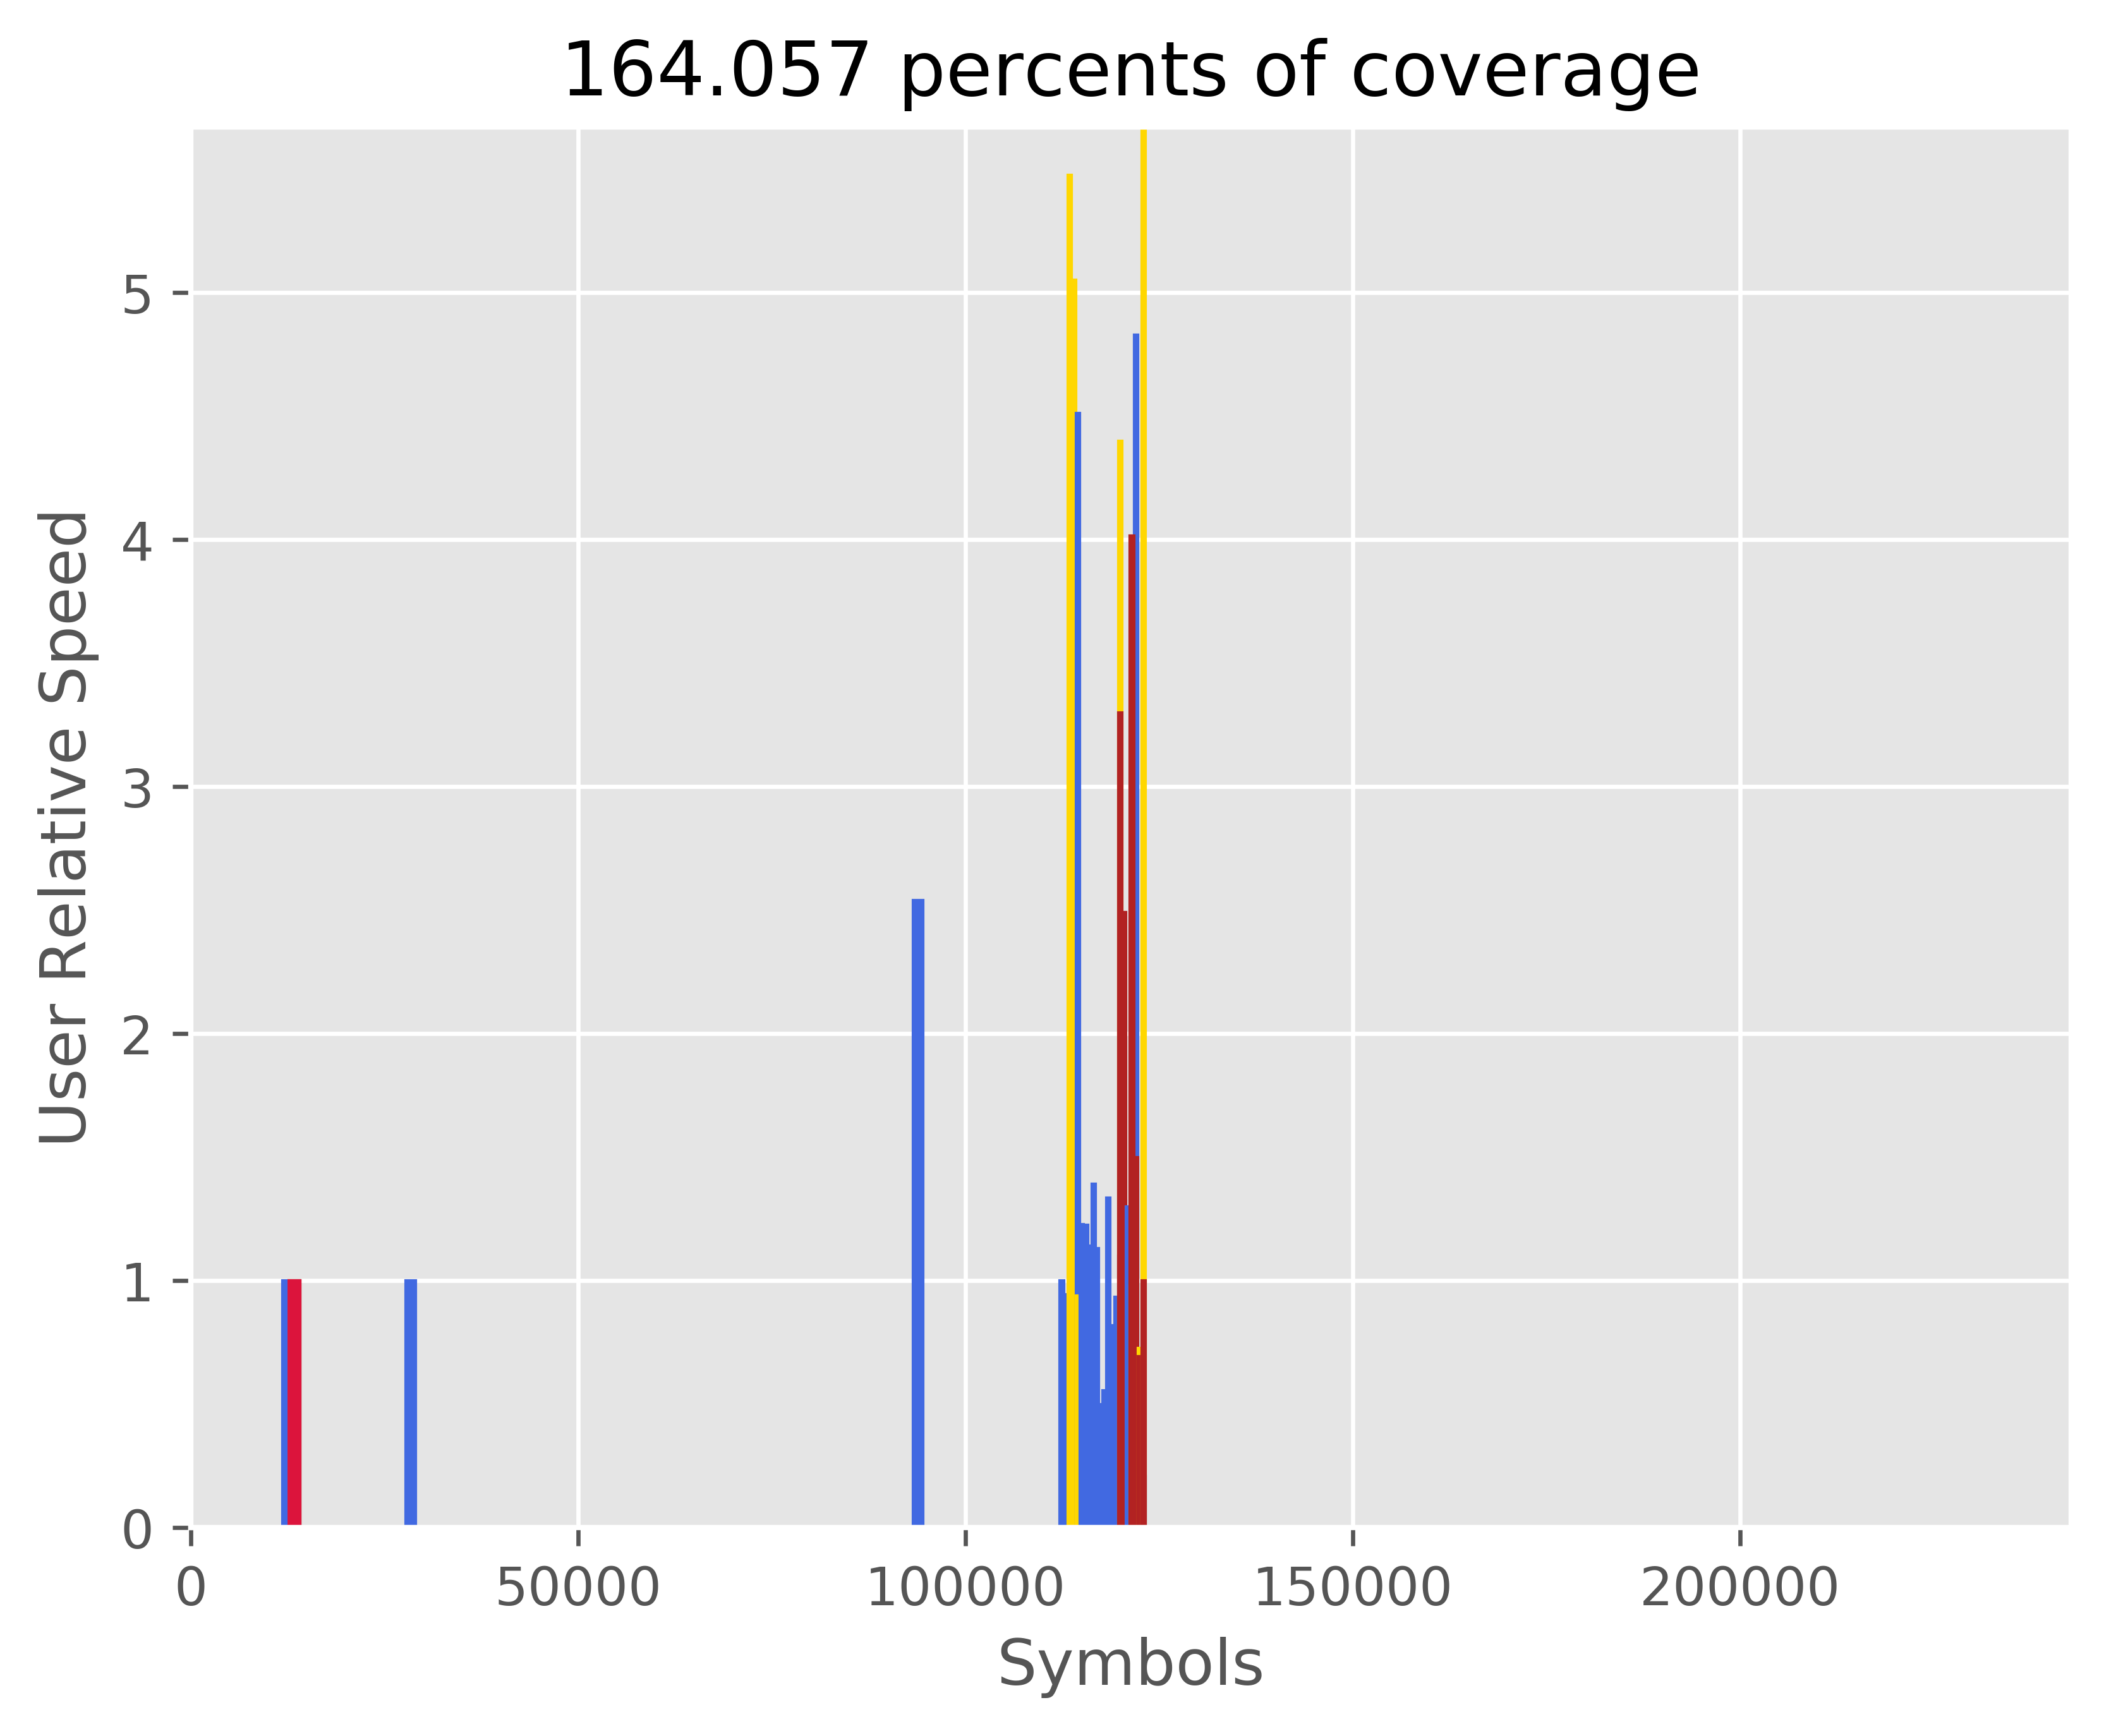 164.057 percents of coverage
User Relative Speed
5
4
3
2
1
0
0 50000 100000 150000 200000
Symbols